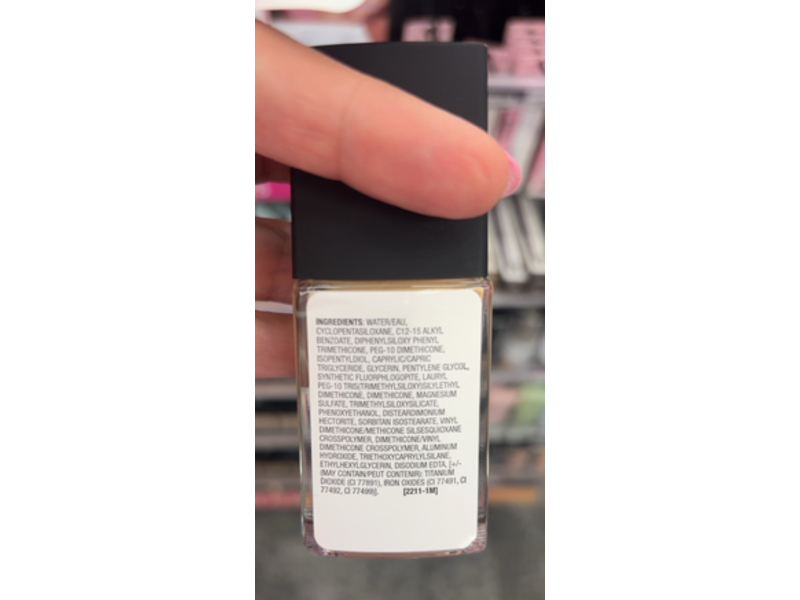 INGREDIENTS: WATER/EAU,
CYCLOPENTASILOXANE, C12-15 ALKYL
BENZOATE, DIPHENYLSILOXY PHENYL
TRIMETHICONE, PEG-10 DIMETHICONE,
ISOPENTYLDIOL, CAPRYLIC/CAPRIC
TRIGLYCERIDE, GLYCERIN, PENTYLENE GLYCOL,
SYNTHETIC FLUORPHLOGOPITE, LAURYL
PEG-10 TRIS(TRIMETHYLSILOXY)SILYLETHYL
DIMETHICONE, DIMETHICONE, MAGNESIUM
SULFATE, TRIMETHYLSILOXYSILICATE,
PHENOXYETHANOL, DISTEARDIMONIUM
HECTORITE, SORBITAN ISOSTEARATE, VINYL
DIMETHICONE/METHICONE SILSESQUIOXANE
CROSSPOLYMER, DIMETHICONE/VINYL
DIMETHICONE CROSSPOLYMER, ALUMINUM
HYDROXIDE, TRIETHOXYCAPRYLYLSILANE,
ETHYLHEXYLGLYCERIN, DISODIUM EDTA, [+/-
(MAY CONTAIN/PEUT CONTENIR): TITANIUM
DIOXIDE (CI 77891), IRON OXIDES (CI 77491, CI
77492, CI 77499)]. [2211-1M]